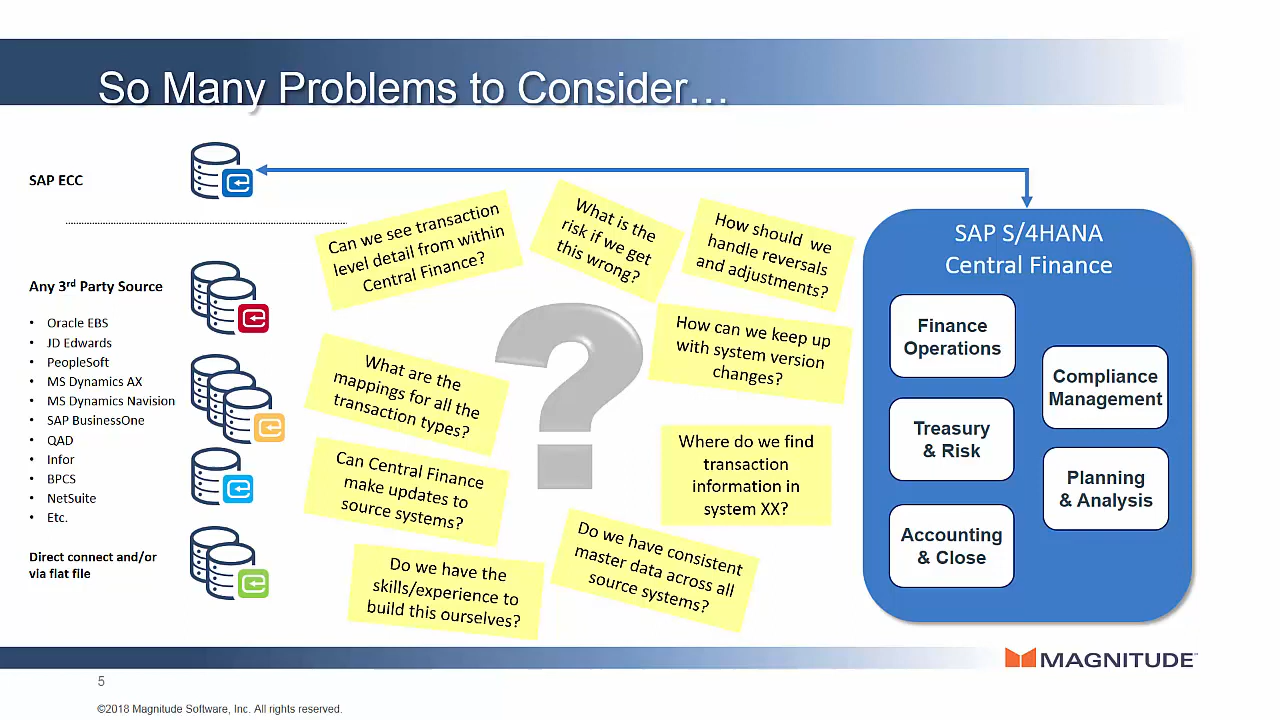 So Many Problems to Consider…
SAP ECC
Any 3rd Party Source
• Oracle EBS
• JD Edwards
• PeopleSoft
• MS Dynamics AX
• MS Dynamics Navision
• SAP BusinessOne
• QAD
• Infor
• BPCS
• NetSuite
• Etc.
Direct connect and/or
via flat file
Can we see transaction
level detail from within
Central Finance?
What is the
risk if we get
this wrong?
How should we
handle reversals
and adjustments?
What are the
mappings for all the
transaction types?
?
How can we keep up
with system version
changes?
Can Central Finance
make updates to
source systems?
Where do we find
transaction
information in
system XX?
Do we have the
skills/experience to
build this ourselves?
Do we have consistent
master data across all
source systems?
SAP S/4HANA
Central Finance
Finance
Operations
Compliance
Management
Treasury
& Risk
Planning
& Analysis
Accounting
& Close
MAGNITUDE™
5
©2018 Magnitude Software, Inc. All rights reserved.